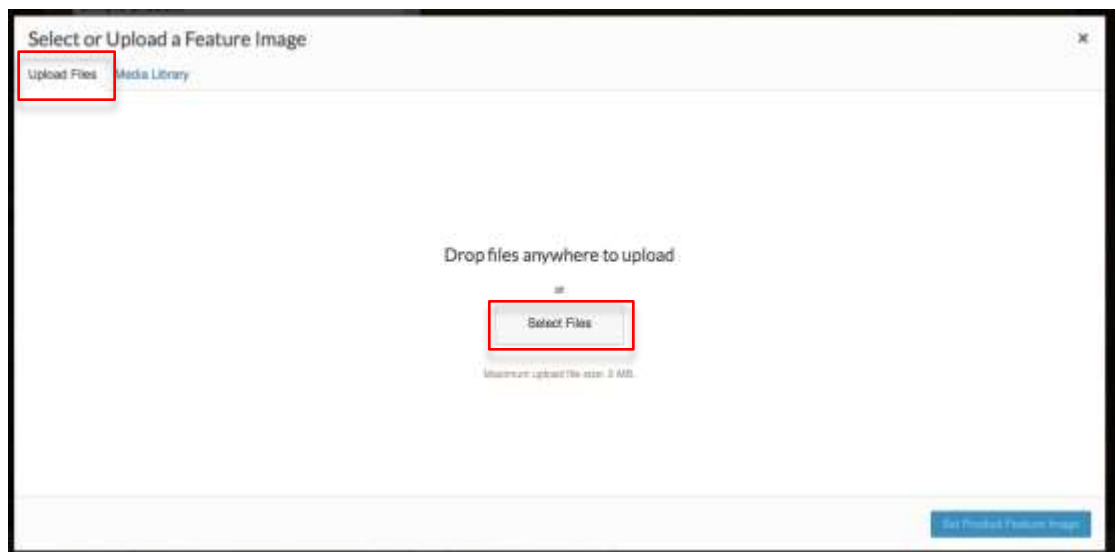 Select or Upload a Feature Image
Upload Files Media Library
Drop files anywhere to upload
or
Select Files
Maximum upload file size: MB.
Set Product Feature Image